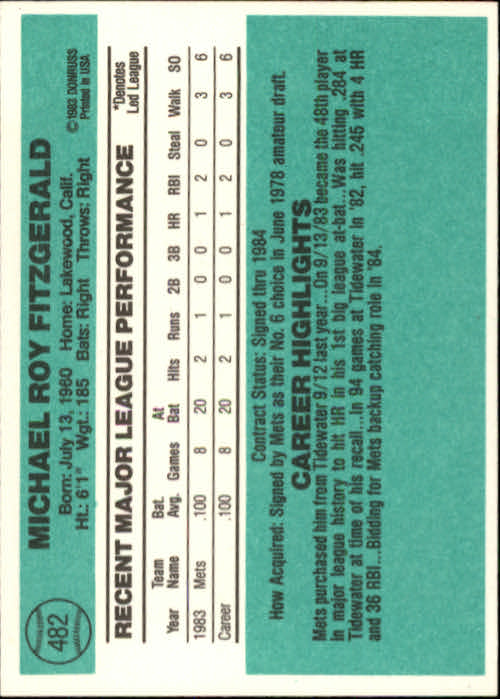 482
MICHAEL ROY FITZGERALD
Born: July 13, 1960 Home: Lakewood, Calif.
Ht.: 6'1" Wgt.: 185 Bats: Right Throws: Right
©1983 DONRUSS
Printed in USA
RECENT MAJOR LEAGUE PERFORMANCE
*Denotes
Led League
Year Team Name Bat. Avg. Games At Bat Hits Runs 2B 3B HR RBI Steal Walk SO
1983 Mets .100 8 20 2 1 0 0 1 2 0 3 6
Career .100 8 20 2 1 0 0 1 2 0 3 6
Contract Status: Signed thru 1984
How Acquired: Signed by Mets as their No. 6 choice in June 1978 amateur draft.
CAREER HIGHLIGHTS
Mets purchased him from Tidewater 9/12 last year...On 9/13/83 became the 48th player
in major league history to hit HR in his 1st big league at-bat...Was hitting .284 at
Tidewater at time of his recall...In 94 games at Tidewater in '82, hit .245 with 4 HR
and 36 RBI...Bidding for Mets backup catching role in '84.